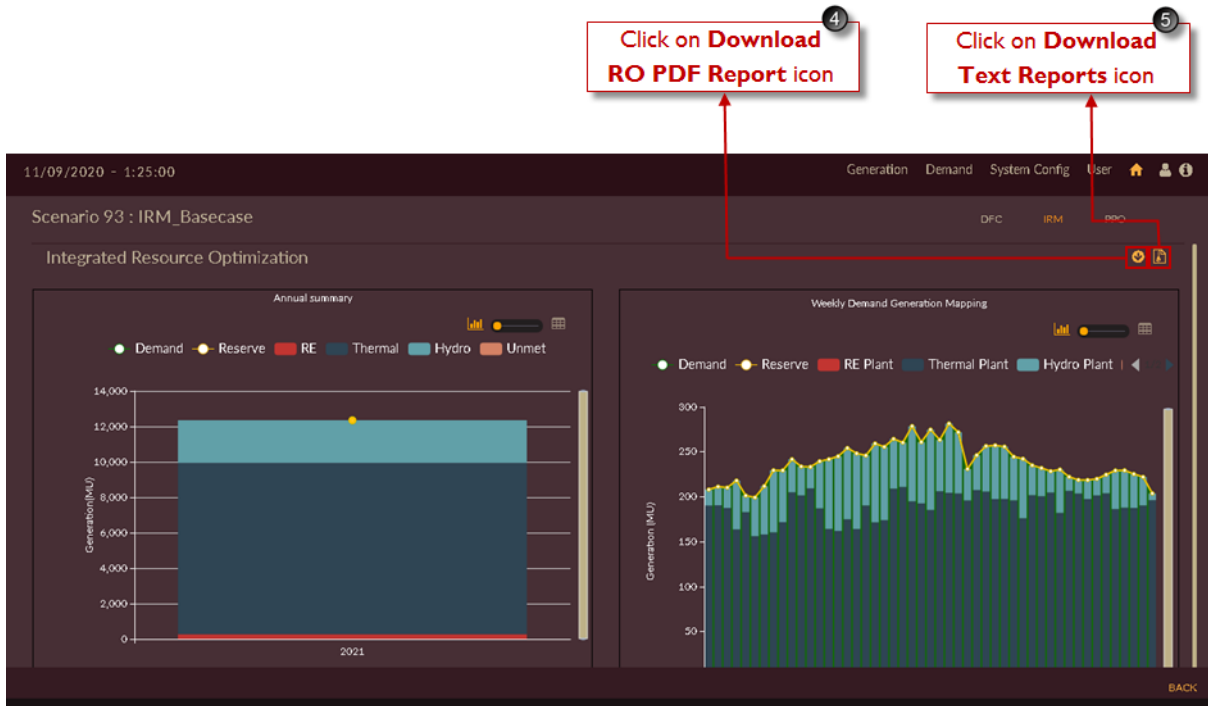 4
Click on Download
RO PDF Report icon
5
Click on Download
Text Reports icon
11/09/2020 - 1:25:00
Generation Demand System Config User
Scenario 93 : IRM_Basecase
DFC IRM PPO
Integrated Resource Optimization
Annual summary
Demand Reserve RE Thermal Hydro Unmet
14,000
12,000
10,000
8,000
6,000
4,000
2,000
0
Generation(MU)
2021
Weekly Demand Generation Mapping
Demand Reserve RE Plant Thermal Plant Hydro Plant
300
250
200
150
100
50
Generation (MU)
BACK